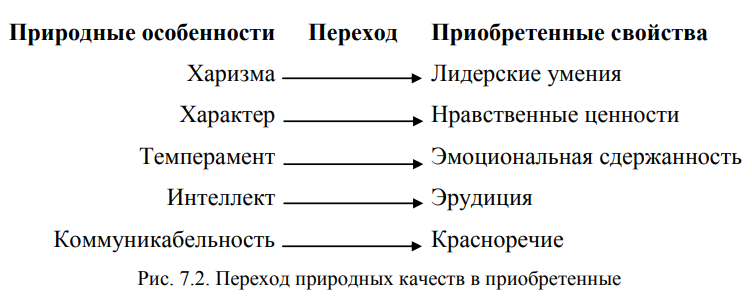 Природные особенности Переход Приобретенные свойства
Харизма Лидерские умения
Характер Нравственные ценности
Темперамент Эмоциональная сдержанность
Интеллект Эрудиция
Коммуникабельность Красноречие
Рис. 7.2. Переход природных качеств в приобретенные